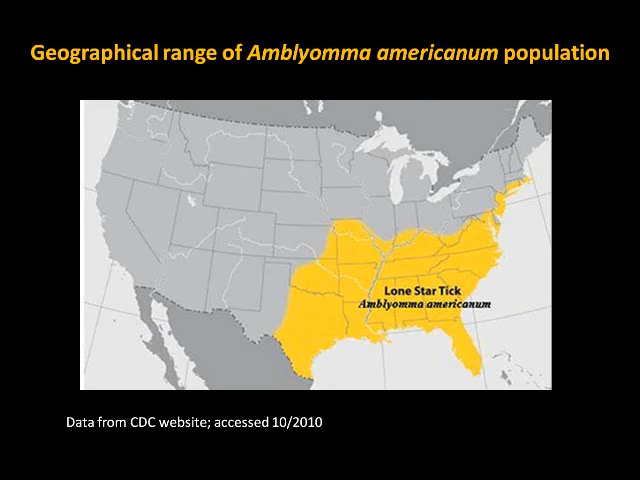 Geographical range of Amblyomma americanum population
Lone Star Tick
Amblyomma americanum
Data from CDC website; accessed 10/2010